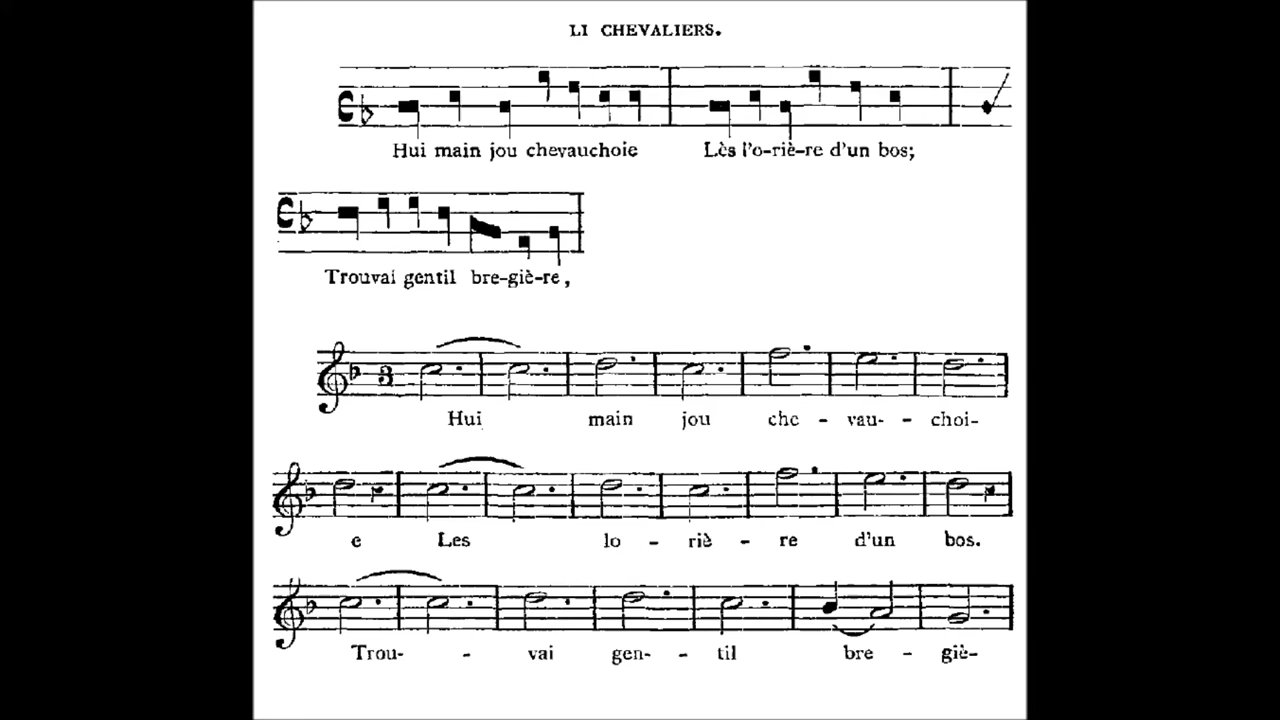 LI CHEVALIERS.
Hui main jou chevauchoie Lès l'o-riè-re d'un bos;
Trouvai gentil bre-giè-re,
3
Hui main jou che - vau- - choi-
e Les lo - riè - re d'un bos.
Trou- - vai gen- - til bre - giè-